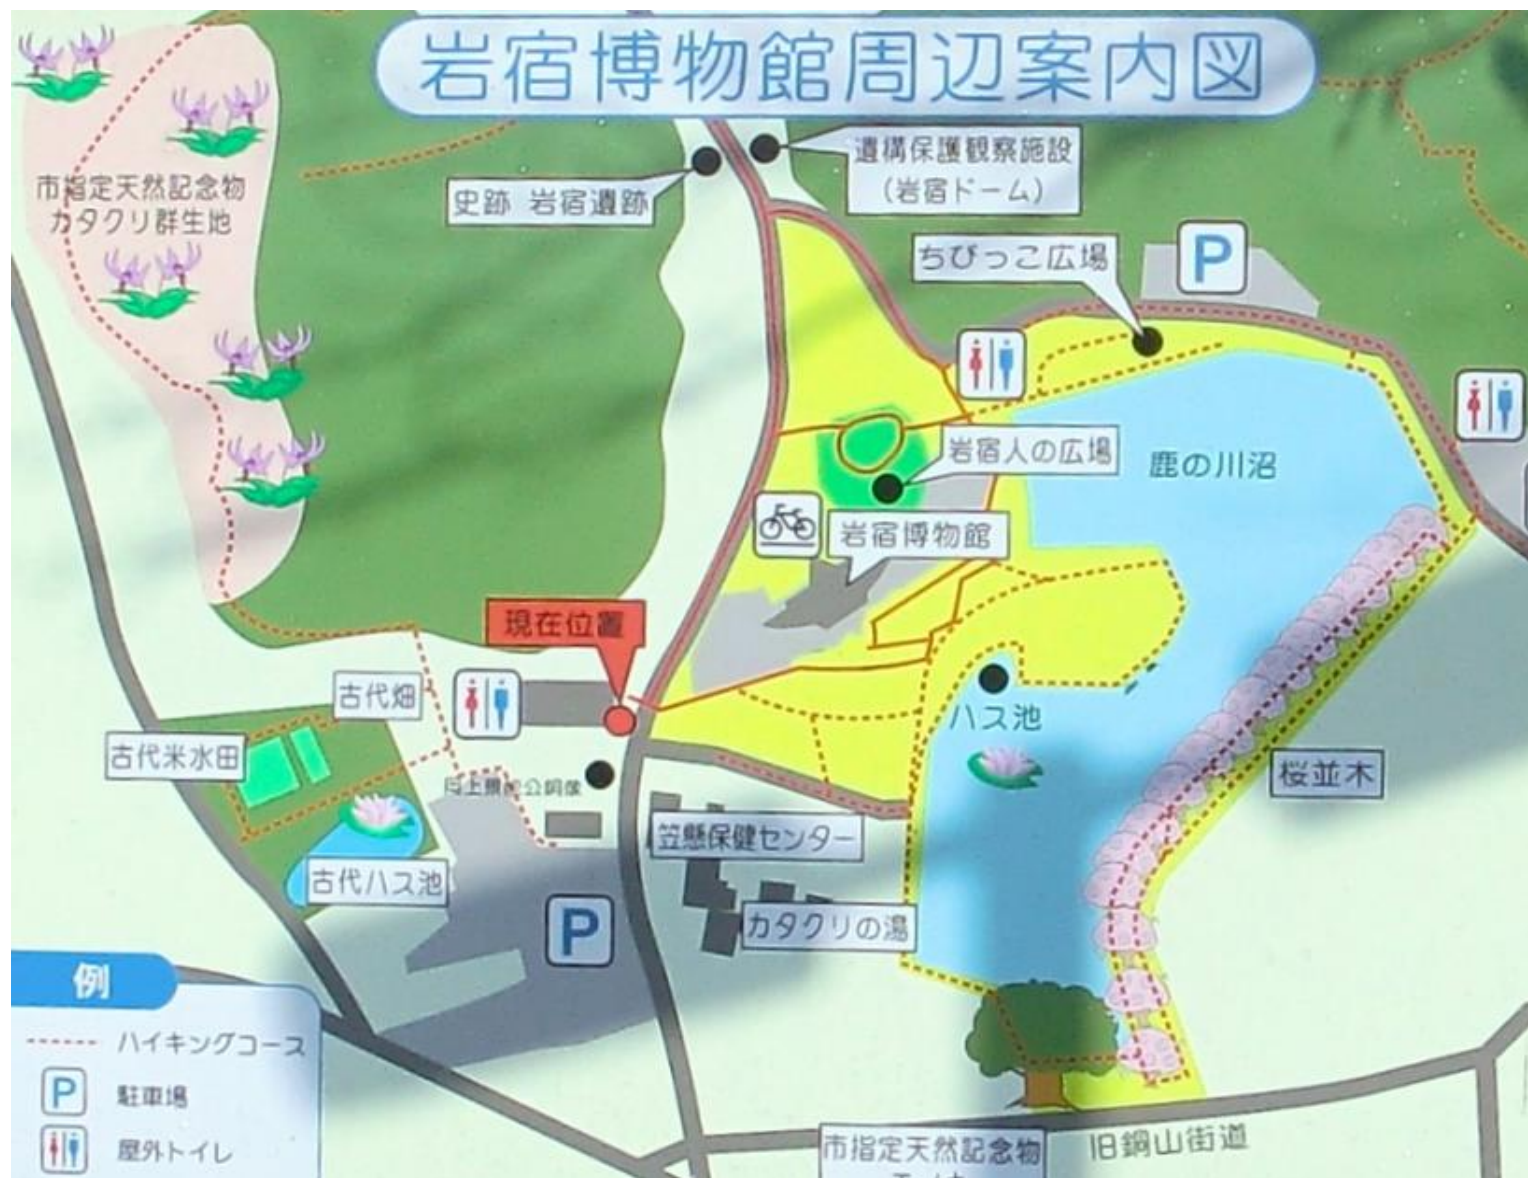 岩宿博物館周辺案内図
遺構保護観察施設
（岩宿ドーム）
史跡 岩宿遺跡
市指定天然記念物
カタクリ群生地
ちびっこ広場
P
岩宿人の広場
鹿の川沼
岩宿博物館
現在位置
古代畑
ハス池
古代米水田
桜並木
笠懸保健センター
古代ハス池
カタクリの湯
P
例
ハイキングコース
P
駐車場
屋外トイレ
市指定天然記念物
旧銅山街道